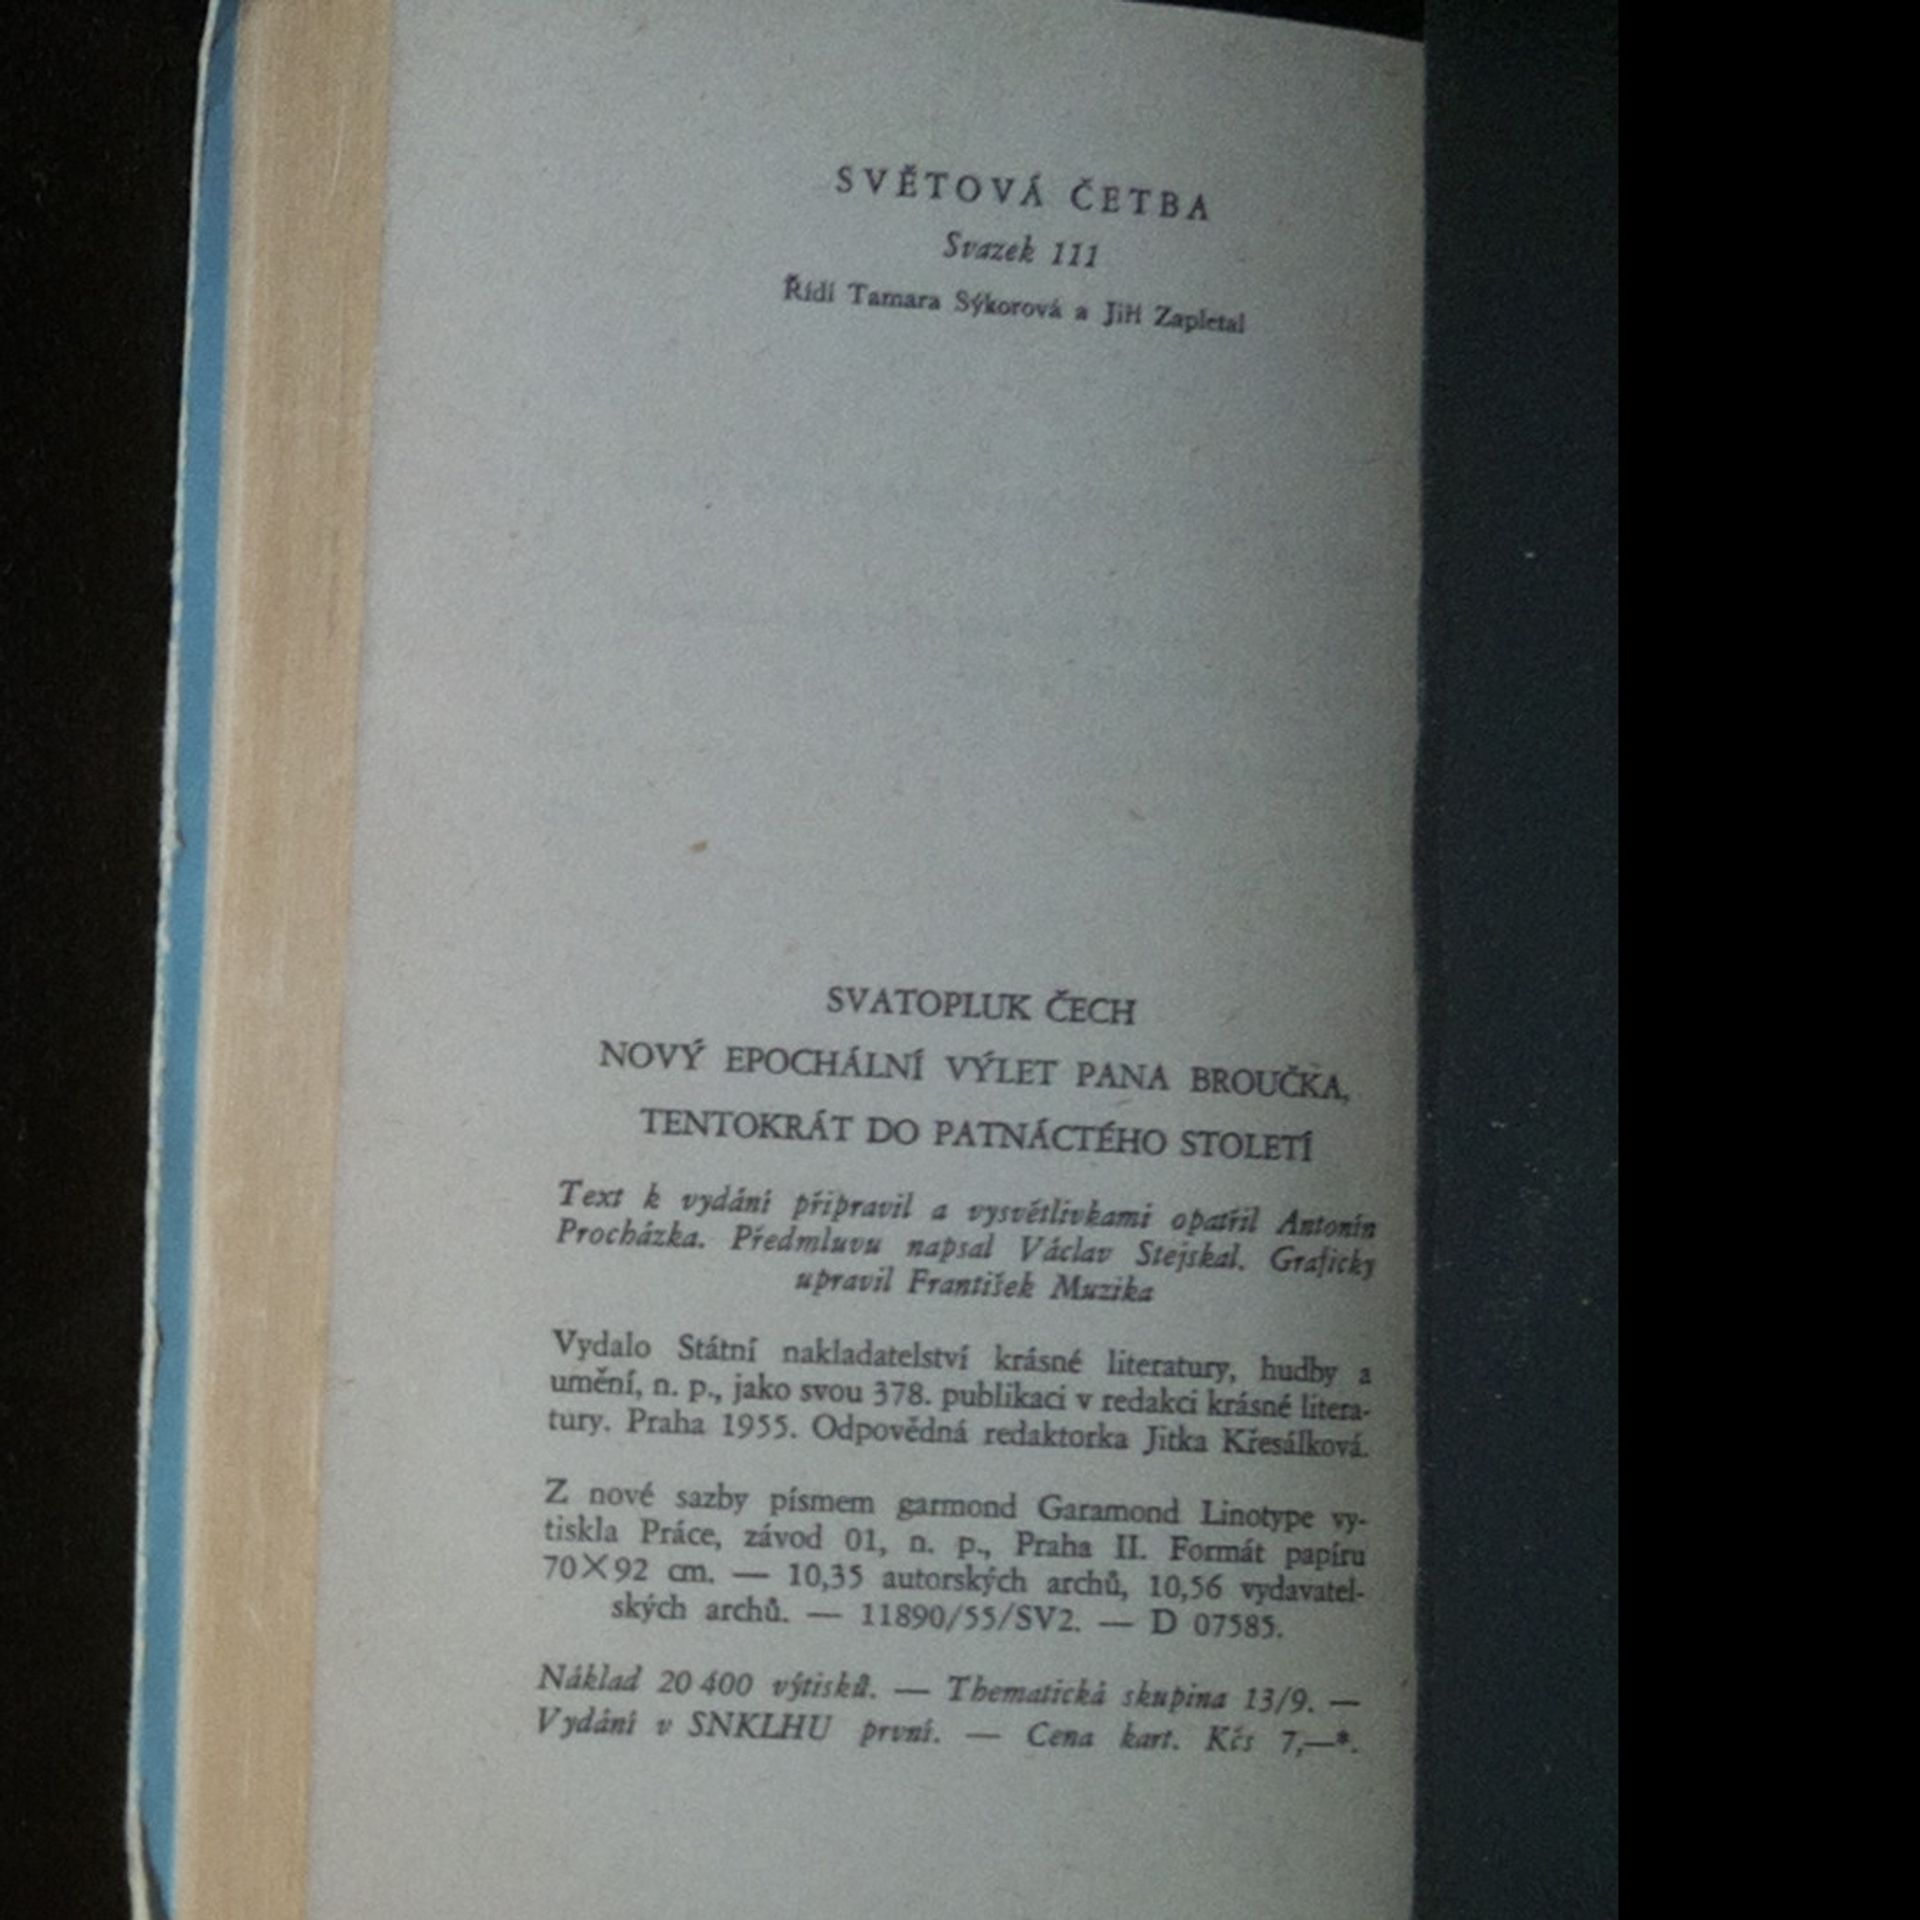 SVĚTOVÁ ČETBA
Svazek 111
Řídí Tamara Sýkorová a Jiří Zapletal
SVATOPLUK ČECH
NOVÝ EPOCHÁLNÍ VÝLET PANA BROUČKA,
TENTOKRÁT DO PATNÁCTÉHO STOLETÍ
Text k vydání připravil a vysvětlivkami opatřil Antonín
Procházka. Předmluvu napsal Václav Stejskal. Graficky
upravil František Muzika
Vydalo Státní nakladatelství krásné literatury, hudby a
umění, n. p., jako svou 378. publikaci v redakci krásné litera-
tury. Praha 1955. Odpovědná redaktorka Jitka Křesálková.
Z nové sazby písmem garmond Garamond Linotype vy-
tiskla Práce, závod 01, n. p., Praha II. Formát papíru
70×92 cm. — 10,35 autorských archů, 10,56 vydavatel-
ských archů. — 11890/55/SV2. — D 07585.
Náklad 20 400 výtisků. — Thematická skupina 13/9. —
Vydání v SNKLHU první. — Cena kart. Kčs 7,—*.